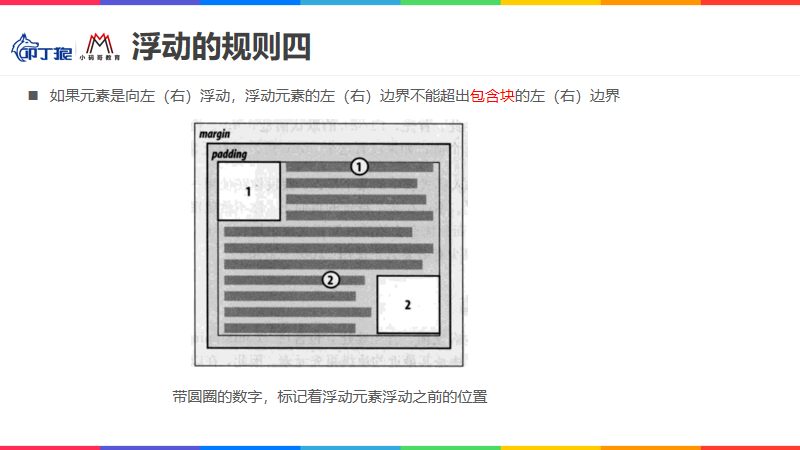 叩丁狼
小码哥教育
浮动的规则四
如果元素是向左（右）浮动，浮动元素的左（右）边界不能超出包含块的左（右）边界
margin
padding
1
1
2
2
带圆圈的数字，标记着浮动元素浮动之前的位置